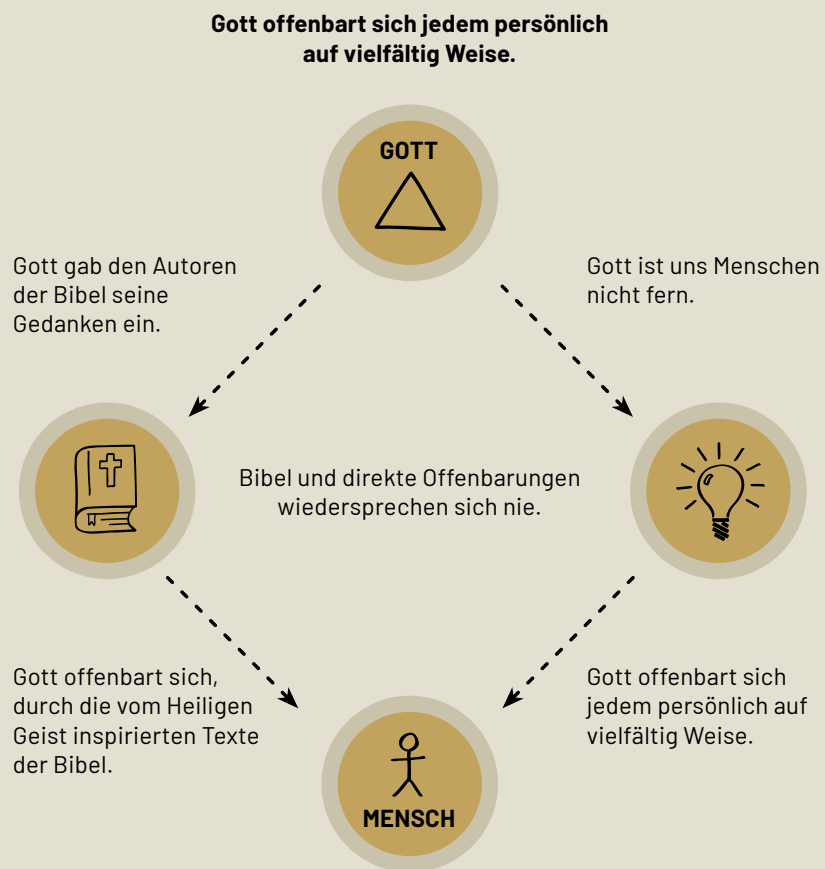 Gott offenbart sich jedem persönlich
auf vielfältig Weise.
GOTT
Gott gab den Autoren
der Bibel seine
Gedanken ein.
Gott ist uns Menschen
nicht fern.
Bibel und direkte Offenbarungen
wiedersprechen sich nie.
Gott offenbart sich,
durch die vom Heiligen
Geist inspirierten Texte
der Bibel.
Gott offenbart sich
jedem persönlich auf
vielfältig Weise.
MENSCH